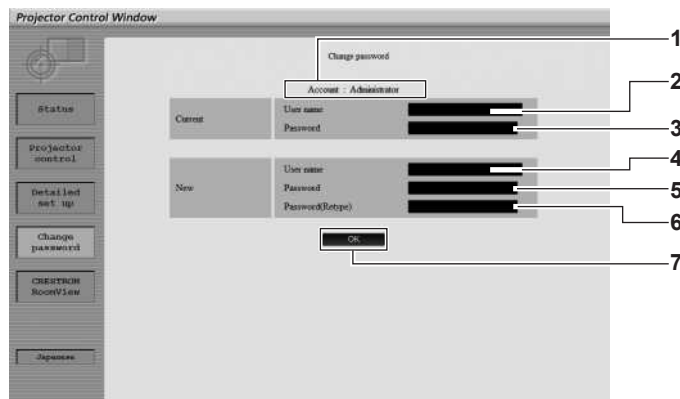 Projector Control Window
Change password
Account : Administrator
Status
Projector
control
Detailed
set up
Change
password
CRESTRON
RoomView
Japanese
Current
User name
Password
New
User name
Password
Password(Retype)
OK
1
2
3
4
5
6
7